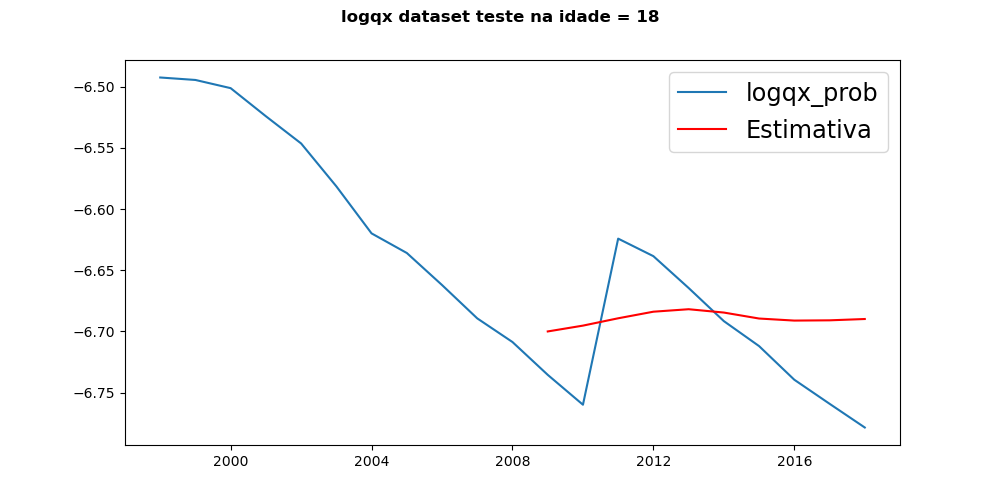 logqx dataset teste na idade = 18
logqx_prob
Estimativa
−6.50
−6.55
−6.60
−6.65
−6.70
−6.75
2000 2004 2008 2012 2016